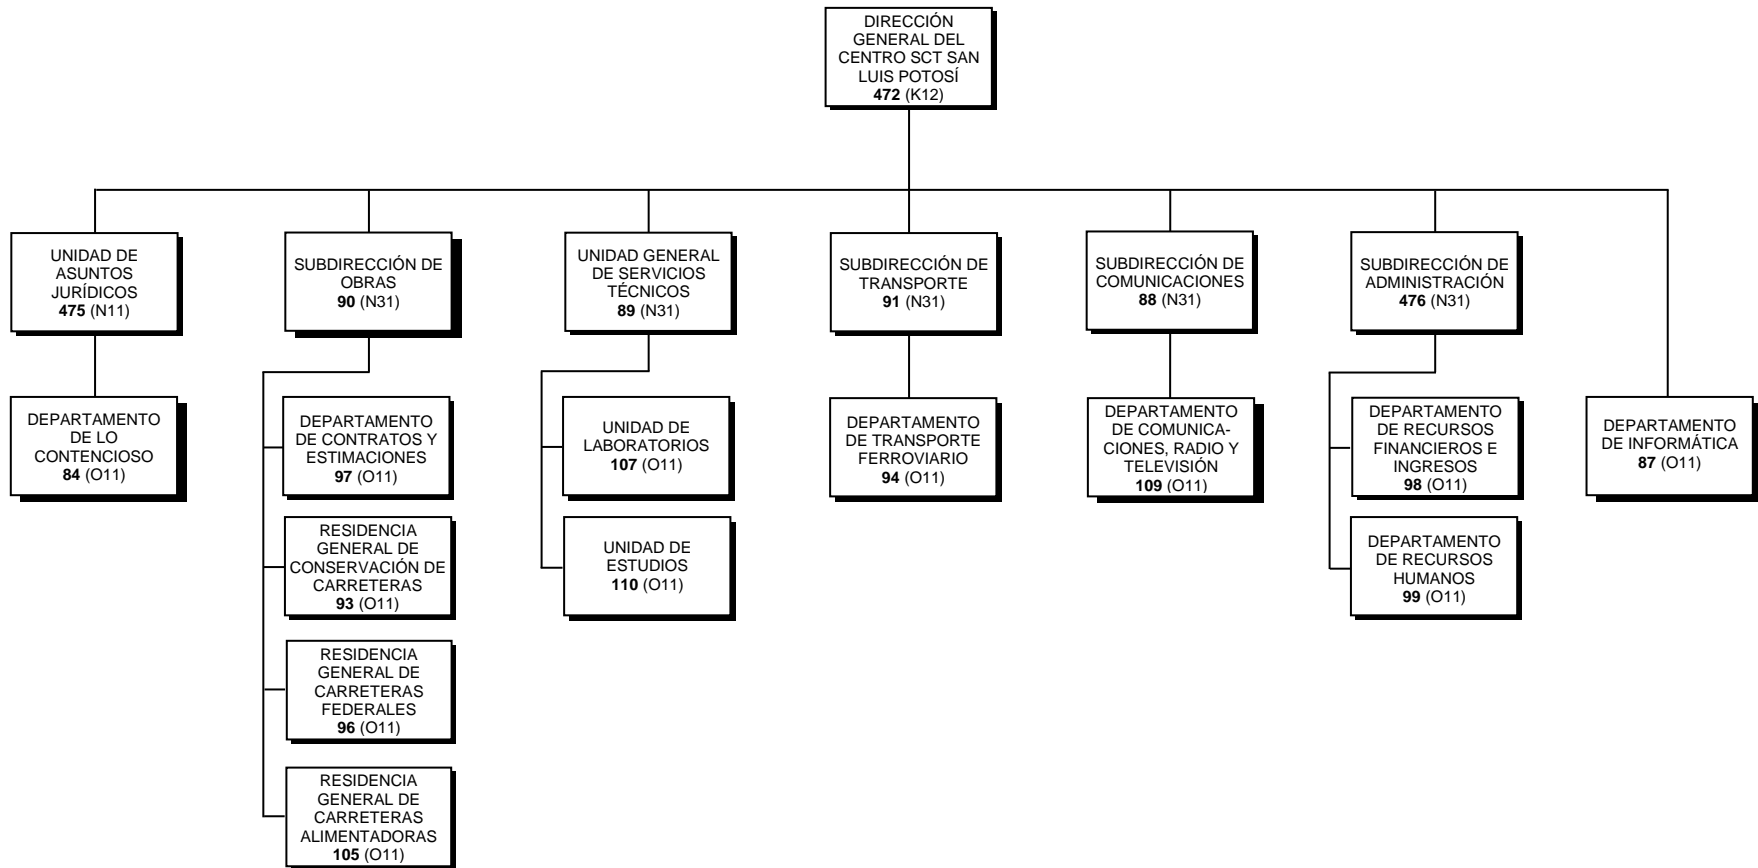 DIRECCIÓN
GENERAL DEL
CENTRO SCT SAN
LUIS POTOSÍ
472 (K12)
UNIDAD DE
ASUNTOS
JURÍDICOS
475 (N11)
SUBDIRECCIÓN DE
OBRAS
90 (N31)
UNIDAD GENERAL
DE SERVICIOS
TÉCNICOS
89 (N31)
SUBDIRECCIÓN DE
TRANSPORTE
91 (N31)
SUBDIRECCIÓN DE
COMUNICACIONES
88 (N31)
SUBDIRECCIÓN DE
ADMINISTRACIÓN
476 (N31)
DEPARTAMENTO
DE LO
CONTENCIOSO
84 (O11)
DEPARTAMENTO
DE CONTRATOS Y
ESTIMACIONES
97 (O11)
UNIDAD DE
LABORATORIOS
107 (O11)
DEPARTAMENTO
DE TRANSPORTE
FERROVIARIO
94 (O11)
DEPARTAMENTO
DE COMUNICA-
CIONES, RADIO Y
TELEVISIÓN
109 (O11)
DEPARTAMENTO
DE RECURSOS
FINANCIEROS E
INGRESOS
98 (O11)
DEPARTAMENTO
DE INFORMÁTICA
87 (O11)
RESIDENCIA
GENERAL DE
CONSERVACIÓN DE
CARRETERAS
93 (O11)
UNIDAD DE
ESTUDIOS
110 (O11)
DEPARTAMENTO
DE RECURSOS
HUMANOS
99 (O11)
RESIDENCIA
GENERAL DE
CARRETERAS
FEDERALES
96 (O11)
RESIDENCIA
GENERAL DE
CARRETERAS
ALIMENTADORAS
105 (O11)